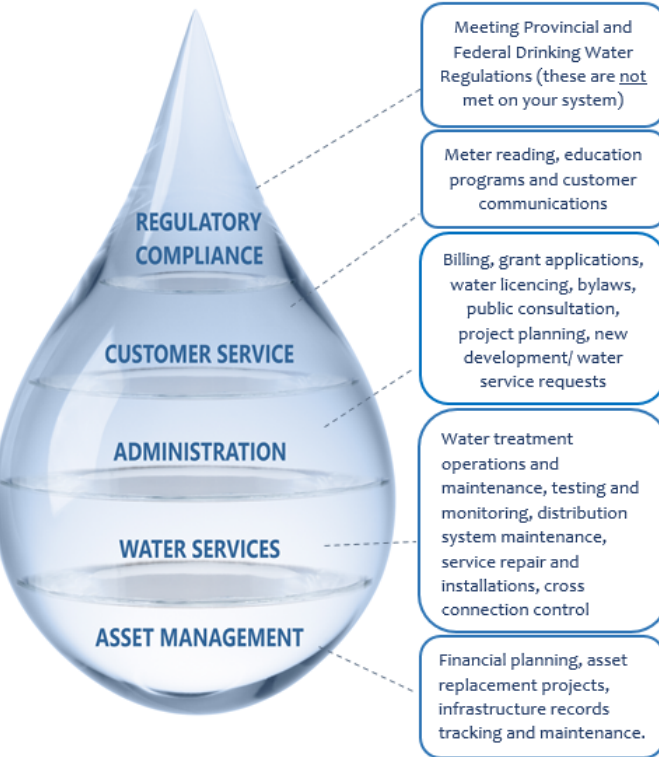 Meeting Provincial and
Federal Drinking Water
Regulations (these are not
met on your system)
REGULATORY
COMPLIANCE
Meter reading, education
programs and customer
communications
CUSTOMER SERVICE
Billing, grant applications,
water licencing, bylaws,
public consultation,
project planning, new
development/ water
service requests
ADMINISTRATION
Water treatment
operations and
maintenance, testing and
monitoring, distribution
system maintenance,
service repair and
installations, cross
connection control
WATER SERVICES
Financial planning, asset
replacement projects,
infrastructure records
tracking and maintenance.
ASSET MANAGEMENT